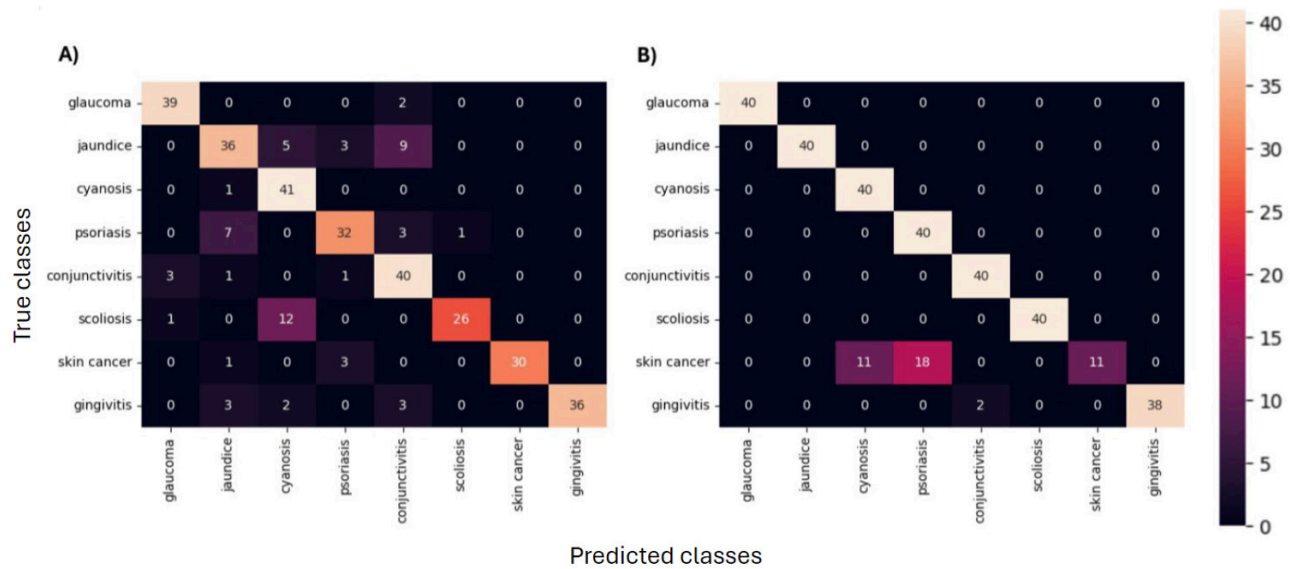 A)
glaucoma 39 0 0 0 2 0 0 0
jaundice 0 36 5 3 9 0 0 0
cyanosis 0 1 41 0 0 0 0 0
psoriasis 0 7 0 32 3 1 0 0
conjunctivitis 3 1 0 1 40 0 0 0
scoliosis 1 0 12 0 0 26 0 0
skin cancer 0 1 3 0 0 30 0
gingivitis 0 3 2 0 3 0 0 36
glaucoma
jaundice
cyanosis
psoriasis
conjunctivitis
scoliosis
skin cancer
gingivitis
B)
glaucoma 40 0 0 0 0 0 0 0
jaundice 0 40 0 0 0 0 0 0
cyanosis 0 0 40 0 0 0 0 0
psoriasis 0 0 0 40 0 0 0 0
conjunctivitis 0 0 0 0 40 0 0 0
scoliosis 0 0 0 0 0 40 0 0
skin cancer 0 0 11 18 0 0 11 0
gingivitis 0 0 0 0 2 0 0 38
glaucoma
jaundice
cyanosis
psoriasis
conjunctivitis
scoliosis
skin cancer
gingivitis
40
35
30
25
20
15
10
5
0
True classes
Predicted classes